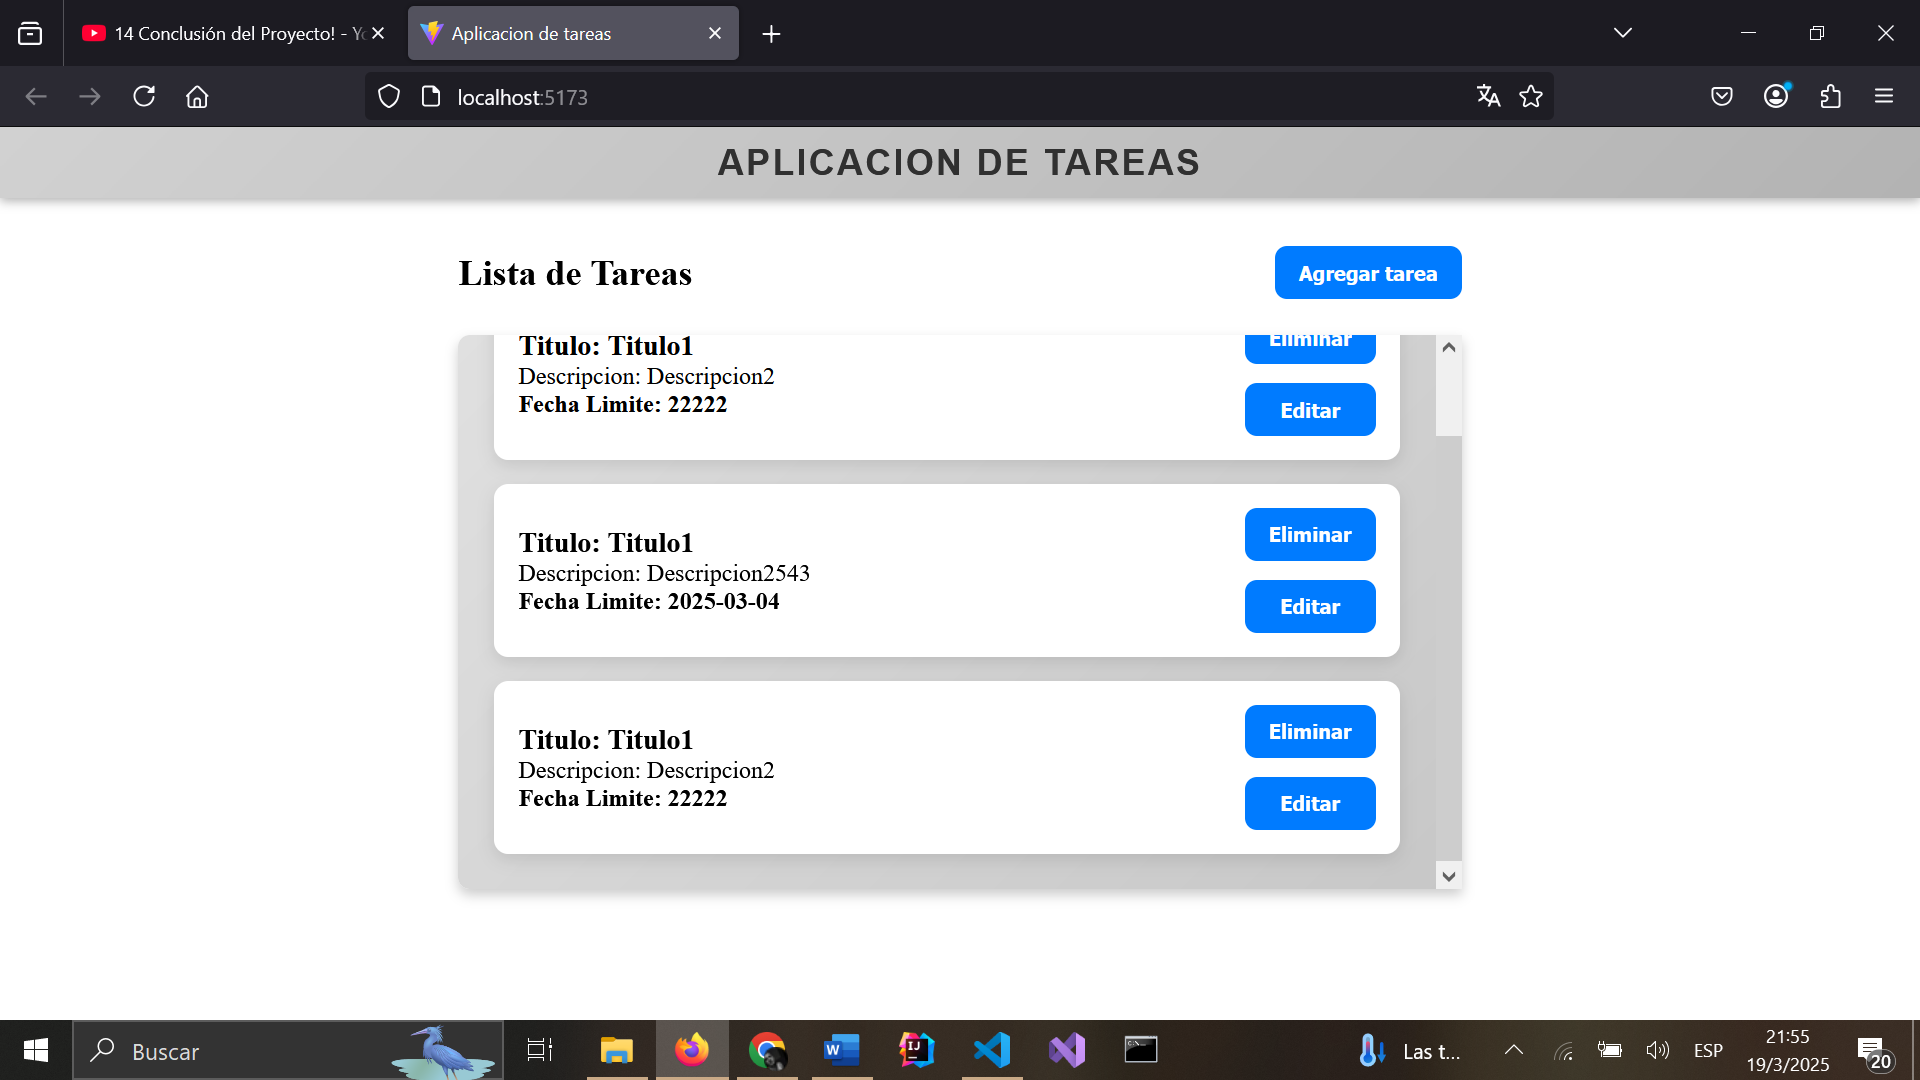 14 Conclusión del Proyecto! - Yo
Aplicacion de tareas
localhost:5173
APLICACION DE TAREAS
Lista de Tareas
Agregar tarea
Titulo: Titulo1
Eliminar
Descripcion: Descripcion2
Fecha Limite: 22222
Editar
Eliminar
Titulo: Titulo1
Descripcion: Descripcion2543
Fecha Limite: 2025-03-04
Editar
Eliminar
Titulo: Titulo1
Descripcion: Descripcion2
Fecha Limite: 22222
Editar
Buscar
Las t...
ESP
21:55
19/3/2025
20